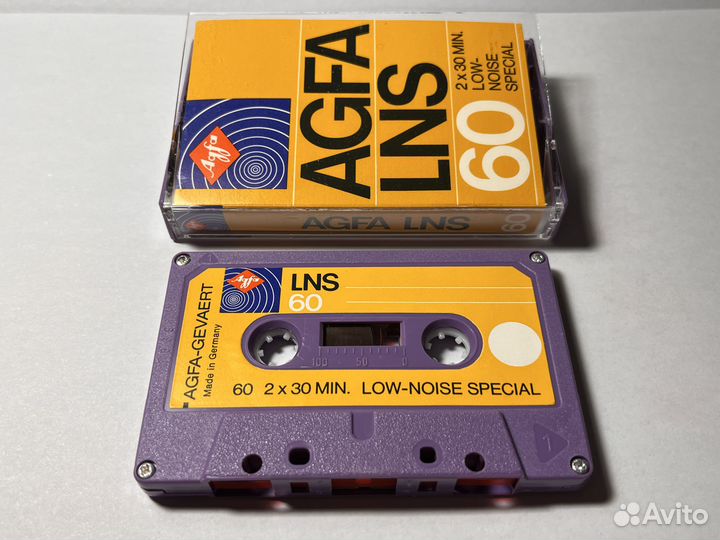 AGFA
LNS
60
2 x 30 MIN.
LOW-
NOISE
SPECIAL
Agfa
AGFA LNS
60
Agfa
LNS
60
AGFA-GEVAERT
Made in Germany
100 50 0
60 2 x 30 MIN. LOW-NOISE SPECIAL
1
Avito